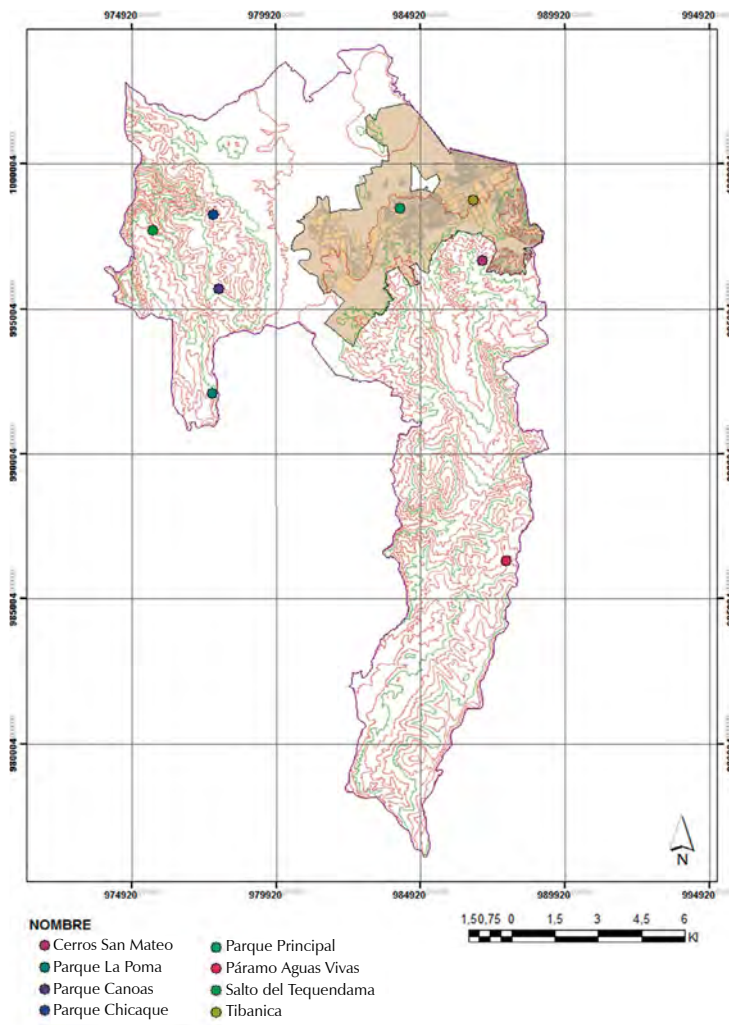 974920 979920 984920 989920 994920
1000004
995004
990004
985004
980004
974920 979920 984920 989920 994920
N
NOMBRE
Cerros San Mateo
Parque La Poma
Parque Canoas
Parque Chicaque
Parque Principal
Páramo Aguas Vivas
Salto del Tequendama
Tibanica
1,50,75 0 1,5 3 4,5 6
Kl